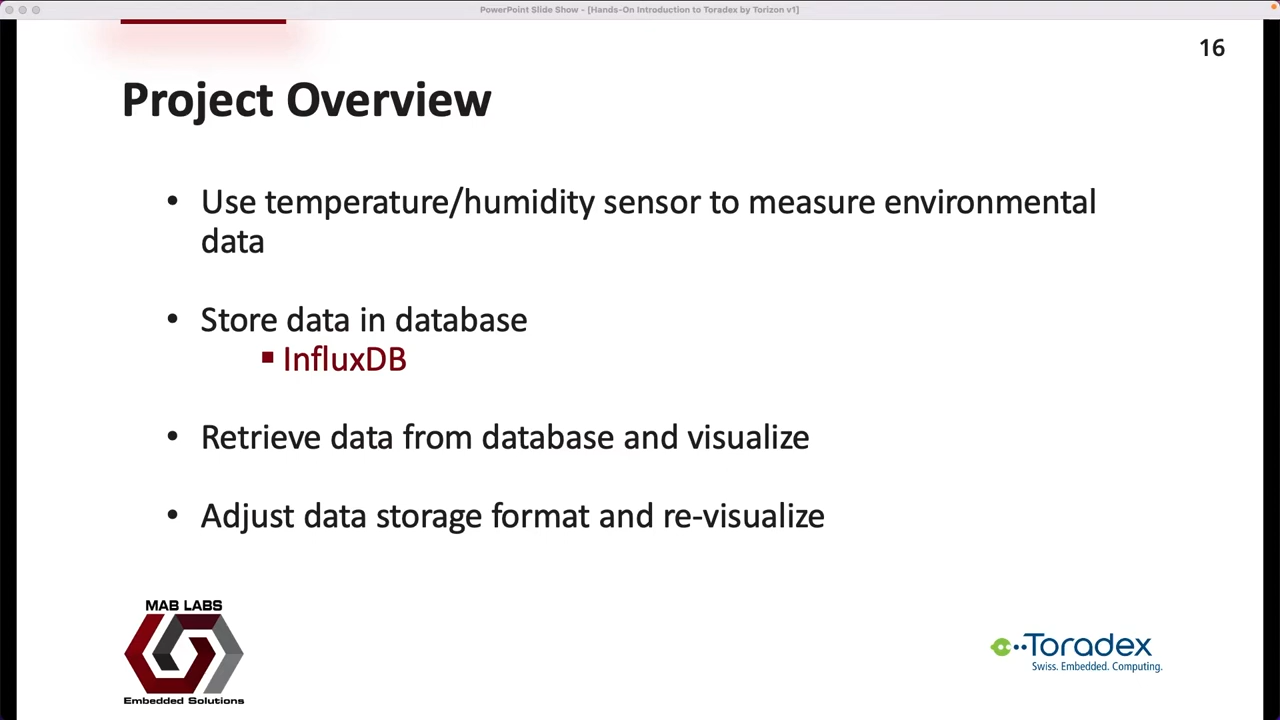 PowerPoint Slide Show - [Hands-On Introduction to Toradex by Torizon v1]
16
Project Overview
• Use temperature/humidity sensor to measure environmental
data
• Store data in database
▪ InfluxDB
• Retrieve data from database and visualize
• Adjust data storage format and re-visualize
MAB LABS
Embedded Solutions
Toradex
Swiss. Embedded. Computing.